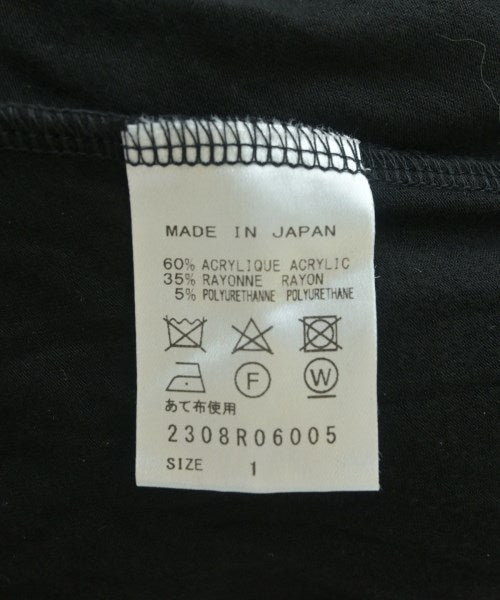 MADE IN JAPAN
60% ACRYLIQUE ACRYLIC
35% RAYONNE RAYON
5% POLYURETHANNE POLYURETHANE
F W
あて布使用
2308R06005
SIZE 1